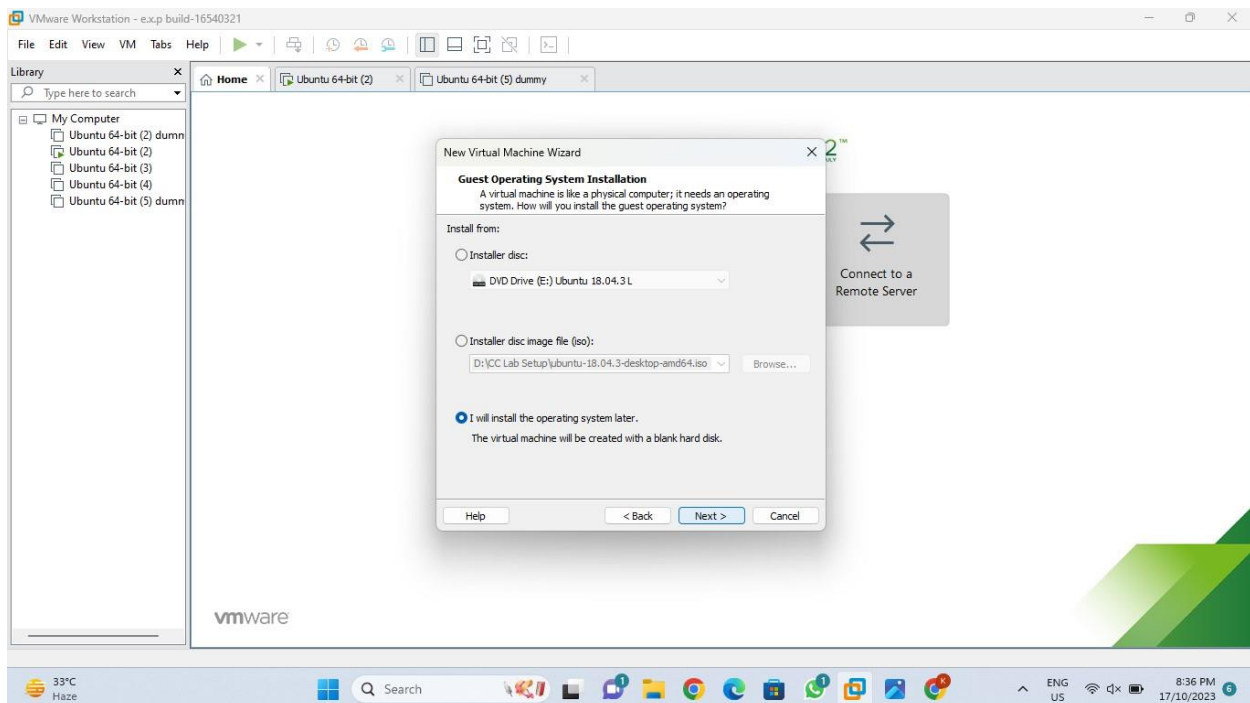 VMware Workstation - e.x.p build-16540321
File Edit View VM Tabs Help
Library
Type here to search
My Computer
Ubuntu 64-bit (2) dumn
Ubuntu 64-bit (2)
Ubuntu 64-bit (3)
Ubuntu 64-bit (4)
Ubuntu 64-bit (5) dumn
Home
Ubuntu 64-bit (2)
Ubuntu 64-bit (5) dummy
2™
New Virtual Machine Wizard
Guest Operating System Installation
A virtual machine is like a physical computer; it needs an operating
system. How will you install the guest operating system?
Install from:
Installer disc:
DVD Drive (E:) Ubuntu 18.04.3 L
Installer disc image file (iso):
D:\CC Lab Setup\ubuntu-18.04.3-desktop-amd64.iso
Browse...
I will install the operating system later.
The virtual machine will be created with a blank hard disk.
Help
< Back
Next >
Cancel
Connect to a
Remote Server
vmware
33°C
Haze
Search
1
1
K
ENG
US
8:36 PM
17/10/2023
6